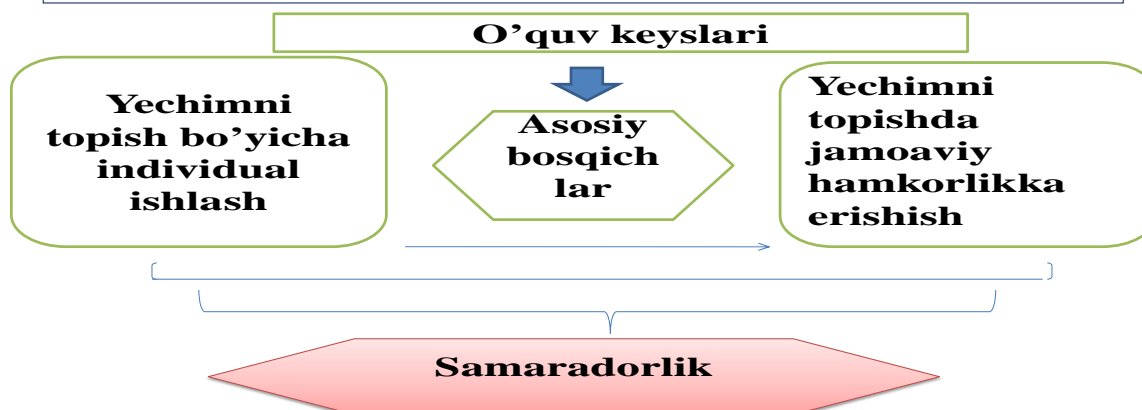 O’quv keyslari
Yechimni
topish bo’yicha
individual
ishlash
Asosiy
bosqich
lar
Yechimni
topishda
jamoaviy
hamkorlikka
erishish
Samaradorlik